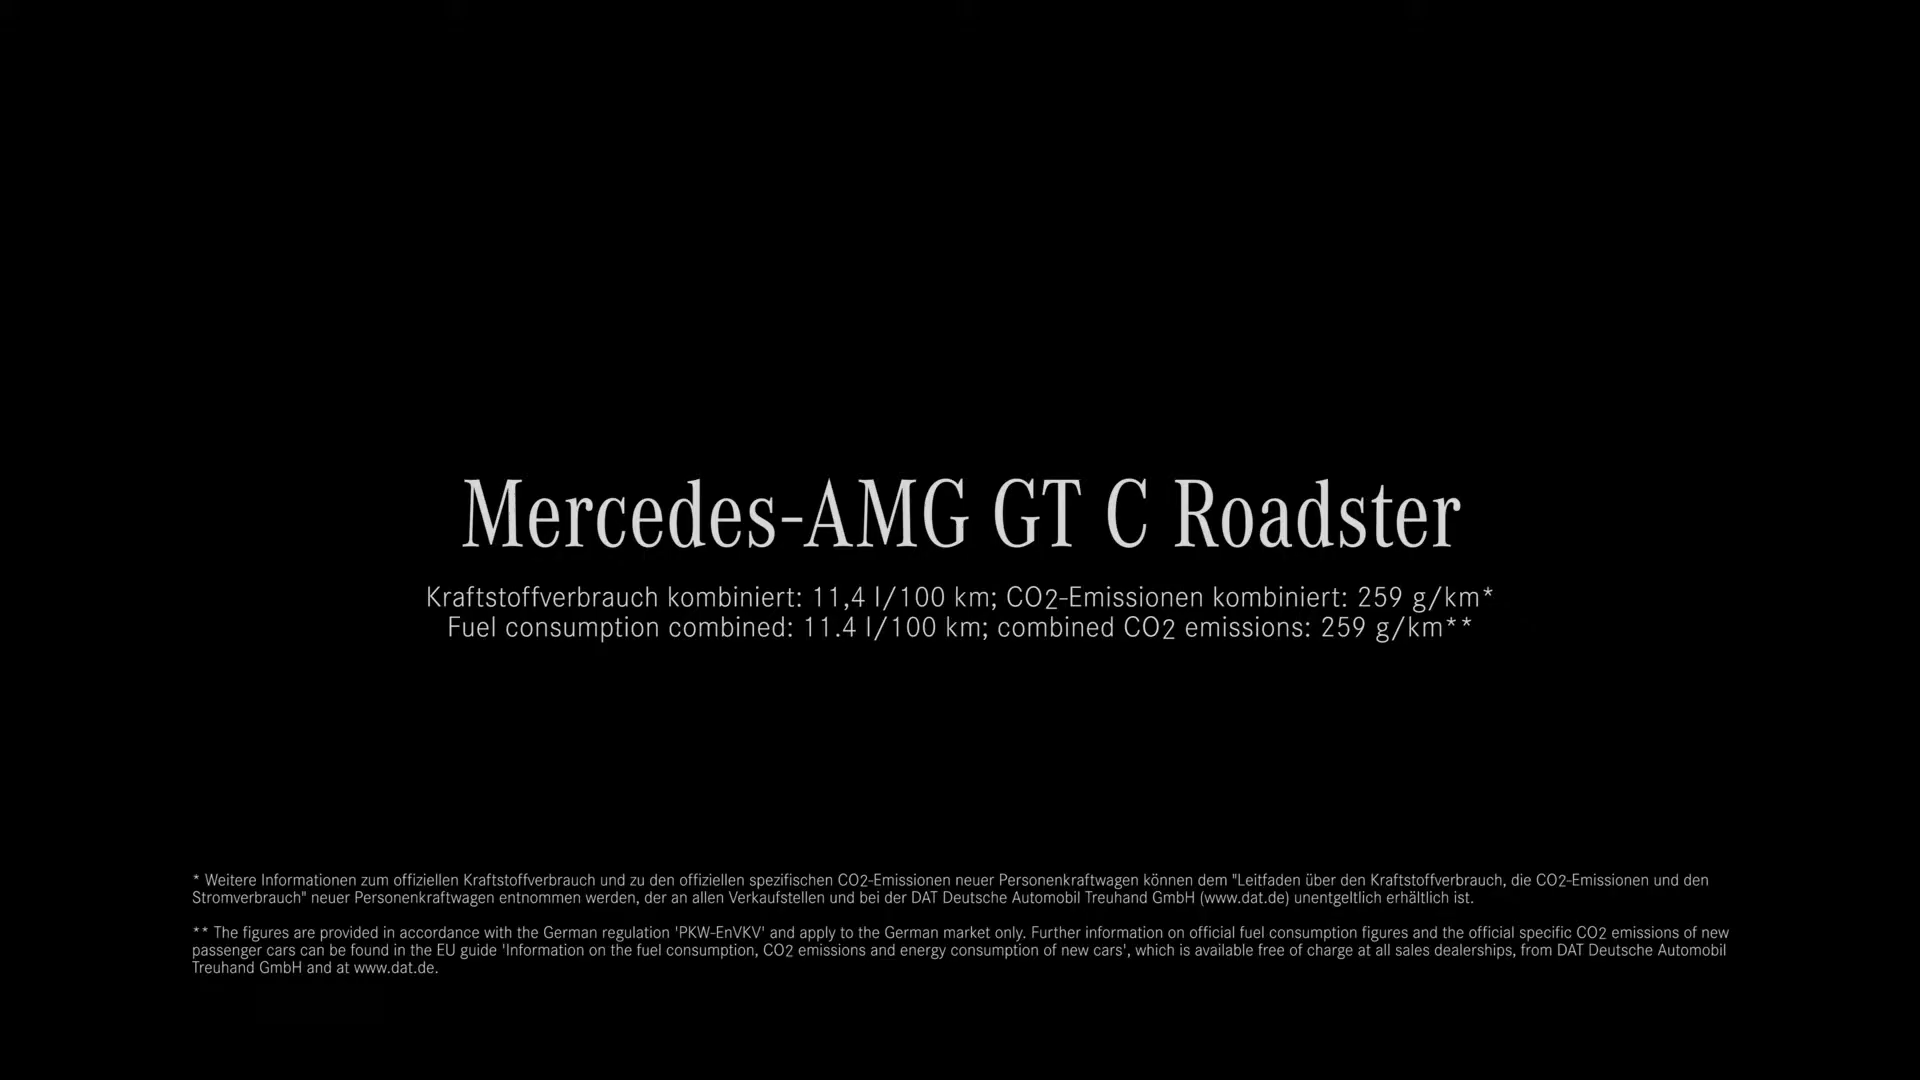 Mercedes-AMG GT C Roadster
Kraftstoffverbrauch kombiniert: 11,4 l/100 km; CO2-Emissionen kombiniert: 259 g/km*
Fuel consumption combined: 11.4 l/100 km; combined CO2 emissions: 259 g/km**
* Weitere Informationen zum offiziellen Kraftstoffverbrauch und zu den offiziellen spezifischen CO2-Emissionen neuer Personenkraftwagen können dem "Leitfaden über den Kraftstoffverbrauch, die CO2-Emissionen und den
Stromverbrauch" neuer Personenkraftwagen entnommen werden, der an allen Verkaufstellen und bei der DAT Deutsche Automobil Treuhand GmbH (www.dat.de) unentgeltlich erhältlich ist.
** The figures are provided in accordance with the German regulation 'PKW-EnVKV' and apply to the German market only. Further information on official fuel consumption figures and the official specific CO2 emissions of new
passenger cars can be found in the EU guide 'Information on the fuel consumption, CO2 emissions and energy consumption of new cars', which is available free of charge at all sales dealerships, from DAT Deutsche Automobil
Treuhand GmbH and at www.dat.de.